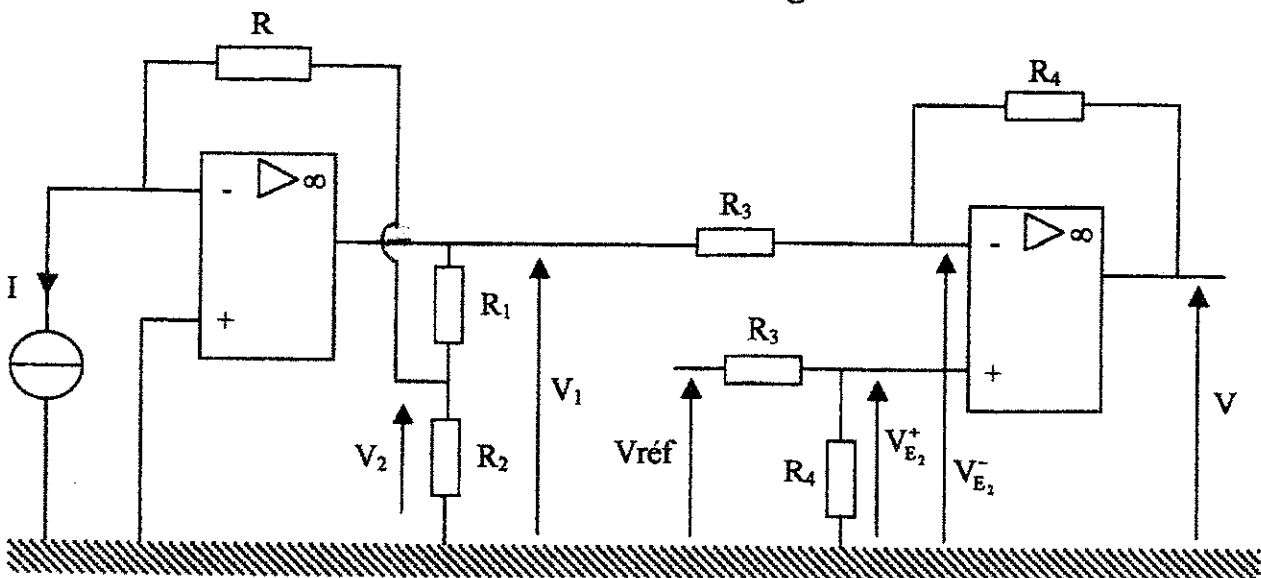 R
R₄
- ▷ ∞
R₃
- ▷ ∞
I
+
R₁
R₃
V₁
+
V₂
R₂
Vréf
R₄
V⁺E₂
V⁻E₂
V